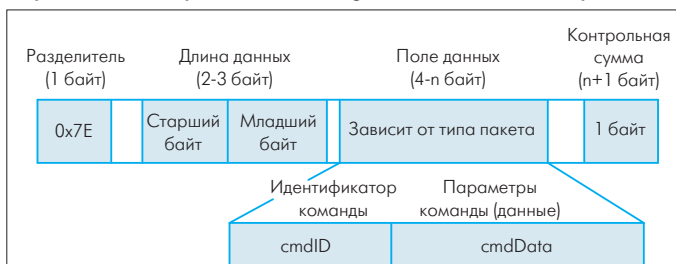 Разделитель
(1 байт)
Длина данных
(2-3 байт)
Поле данных
(4-n байт)
Контрольная
сумма
(n+1 байт)
0x7E
Старший
байт
Младший
байт
Зависит от типа пакета
1 байт
Идентификатор
команды
Параметры
команды (данные)
cmdID
cmdData